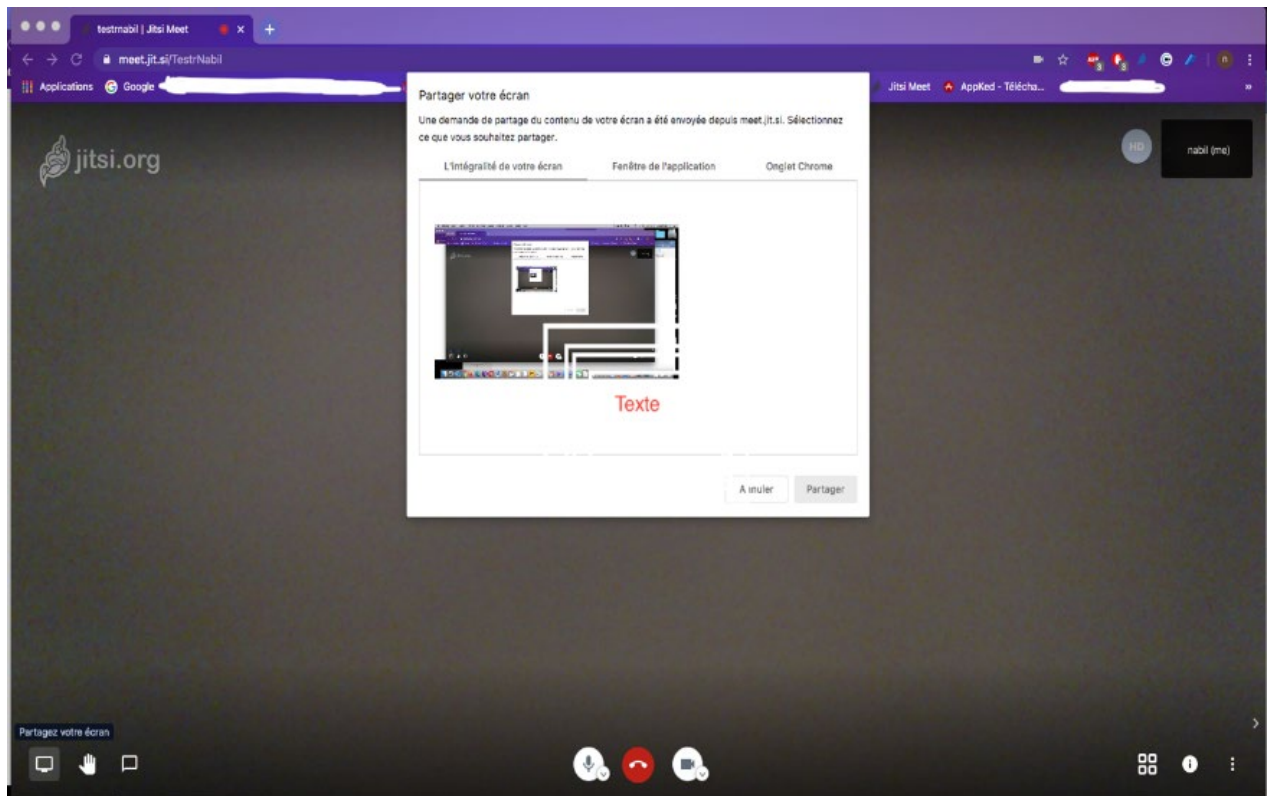 testrnabil | Jitsi Meet
meet.jit.si/TestrNabil
Applications
Google
Jitsi Meet
AppKed - Télécha...
Partager votre écran
Une demande de partage du contenu de votre écran a été envoyée depuis meet.jit.si. Sélectionnez
ce que vous souhaitez partager.
L'intégralité de votre écran
Fenêtre de l'application
Onglet Chrome
jitsi.org
HD
nabil (me)
Texte
A nuler
Partager
Partagez votre écran